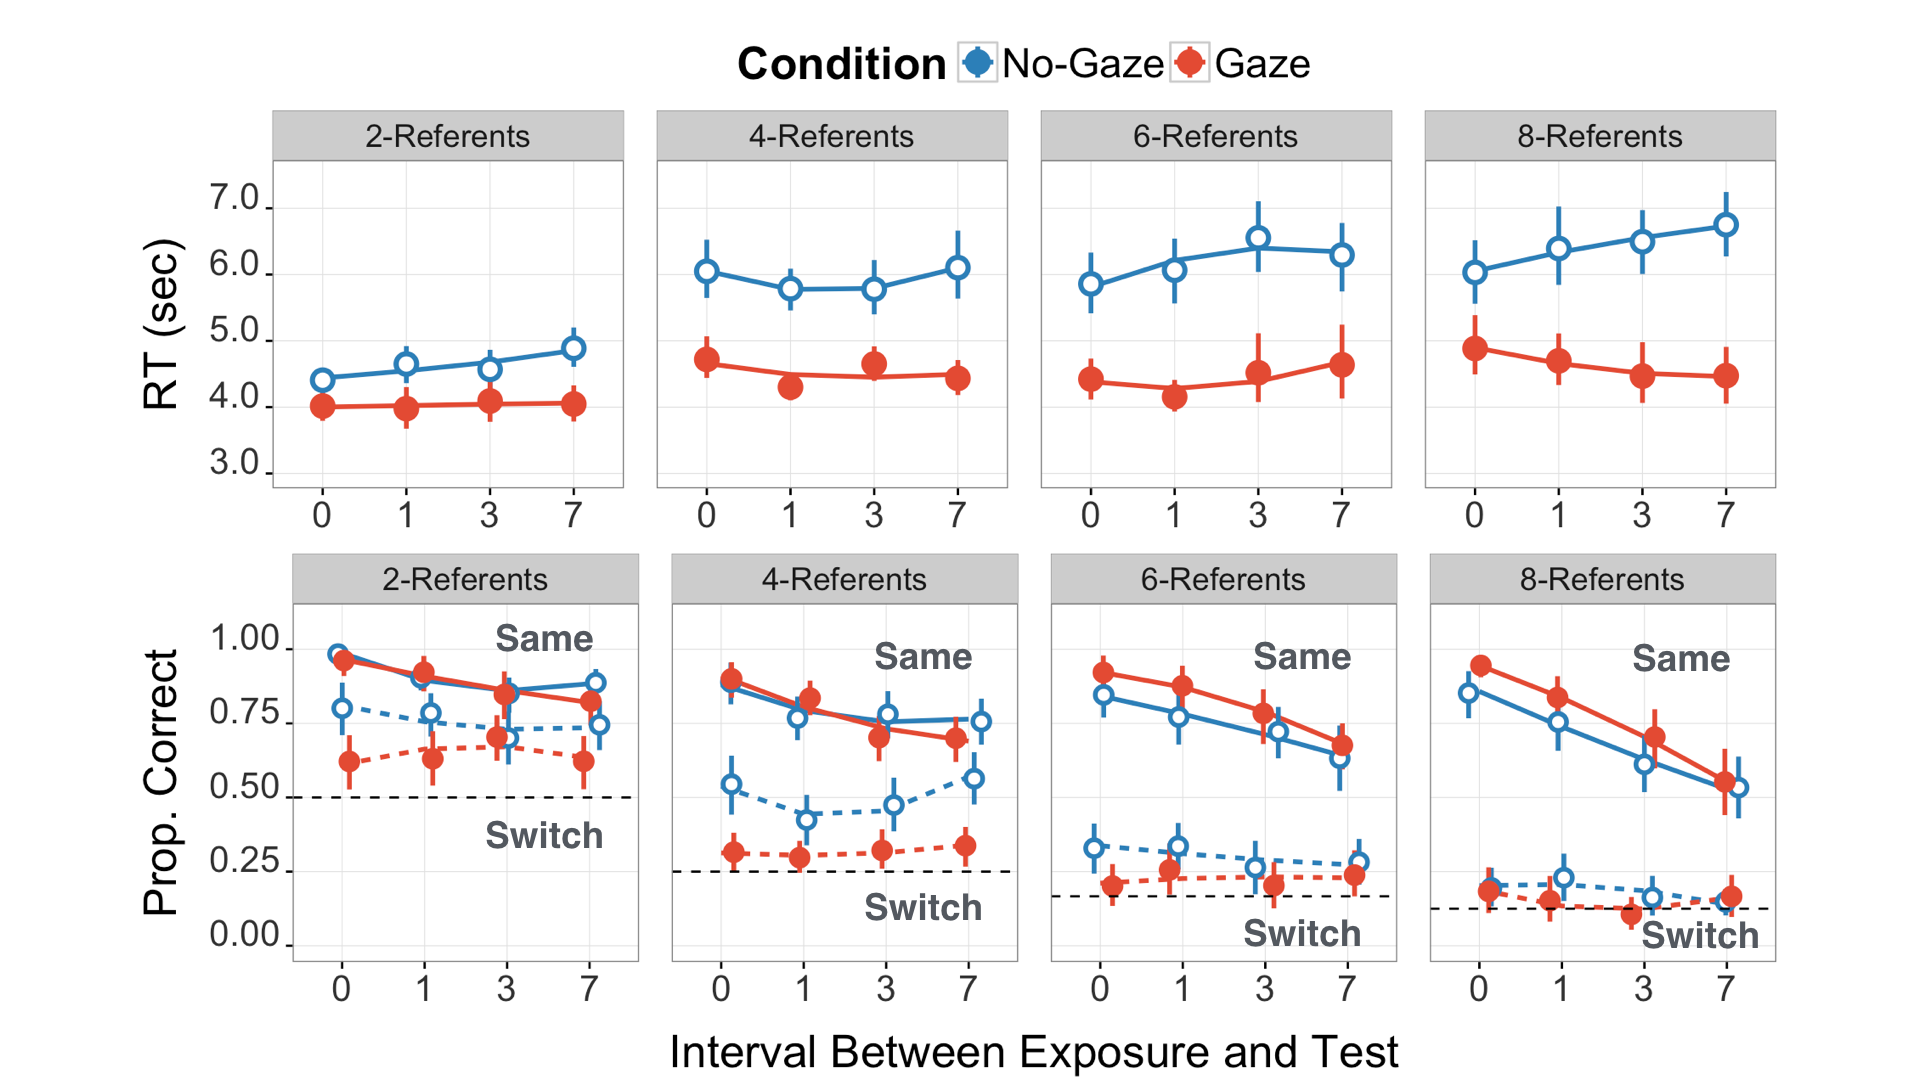 Condition No-Gaze Gaze
2-Referents 4-Referents 6-Referents 8-Referents
RT (sec)
7.0
6.0
5.0
4.0
3.0
0 1 3 7 0 1 3 7 0 1 3 7 0 1 3 7
2-Referents 4-Referents 6-Referents 8-Referents
Prop. Correct
1.00
0.75
0.50
0.25
0.00
Same Same Same Same
Switch Switch Switch Switch
0 1 3 7 0 1 3 7 0 1 3 7 0 1 3 7
Interval Between Exposure and Test